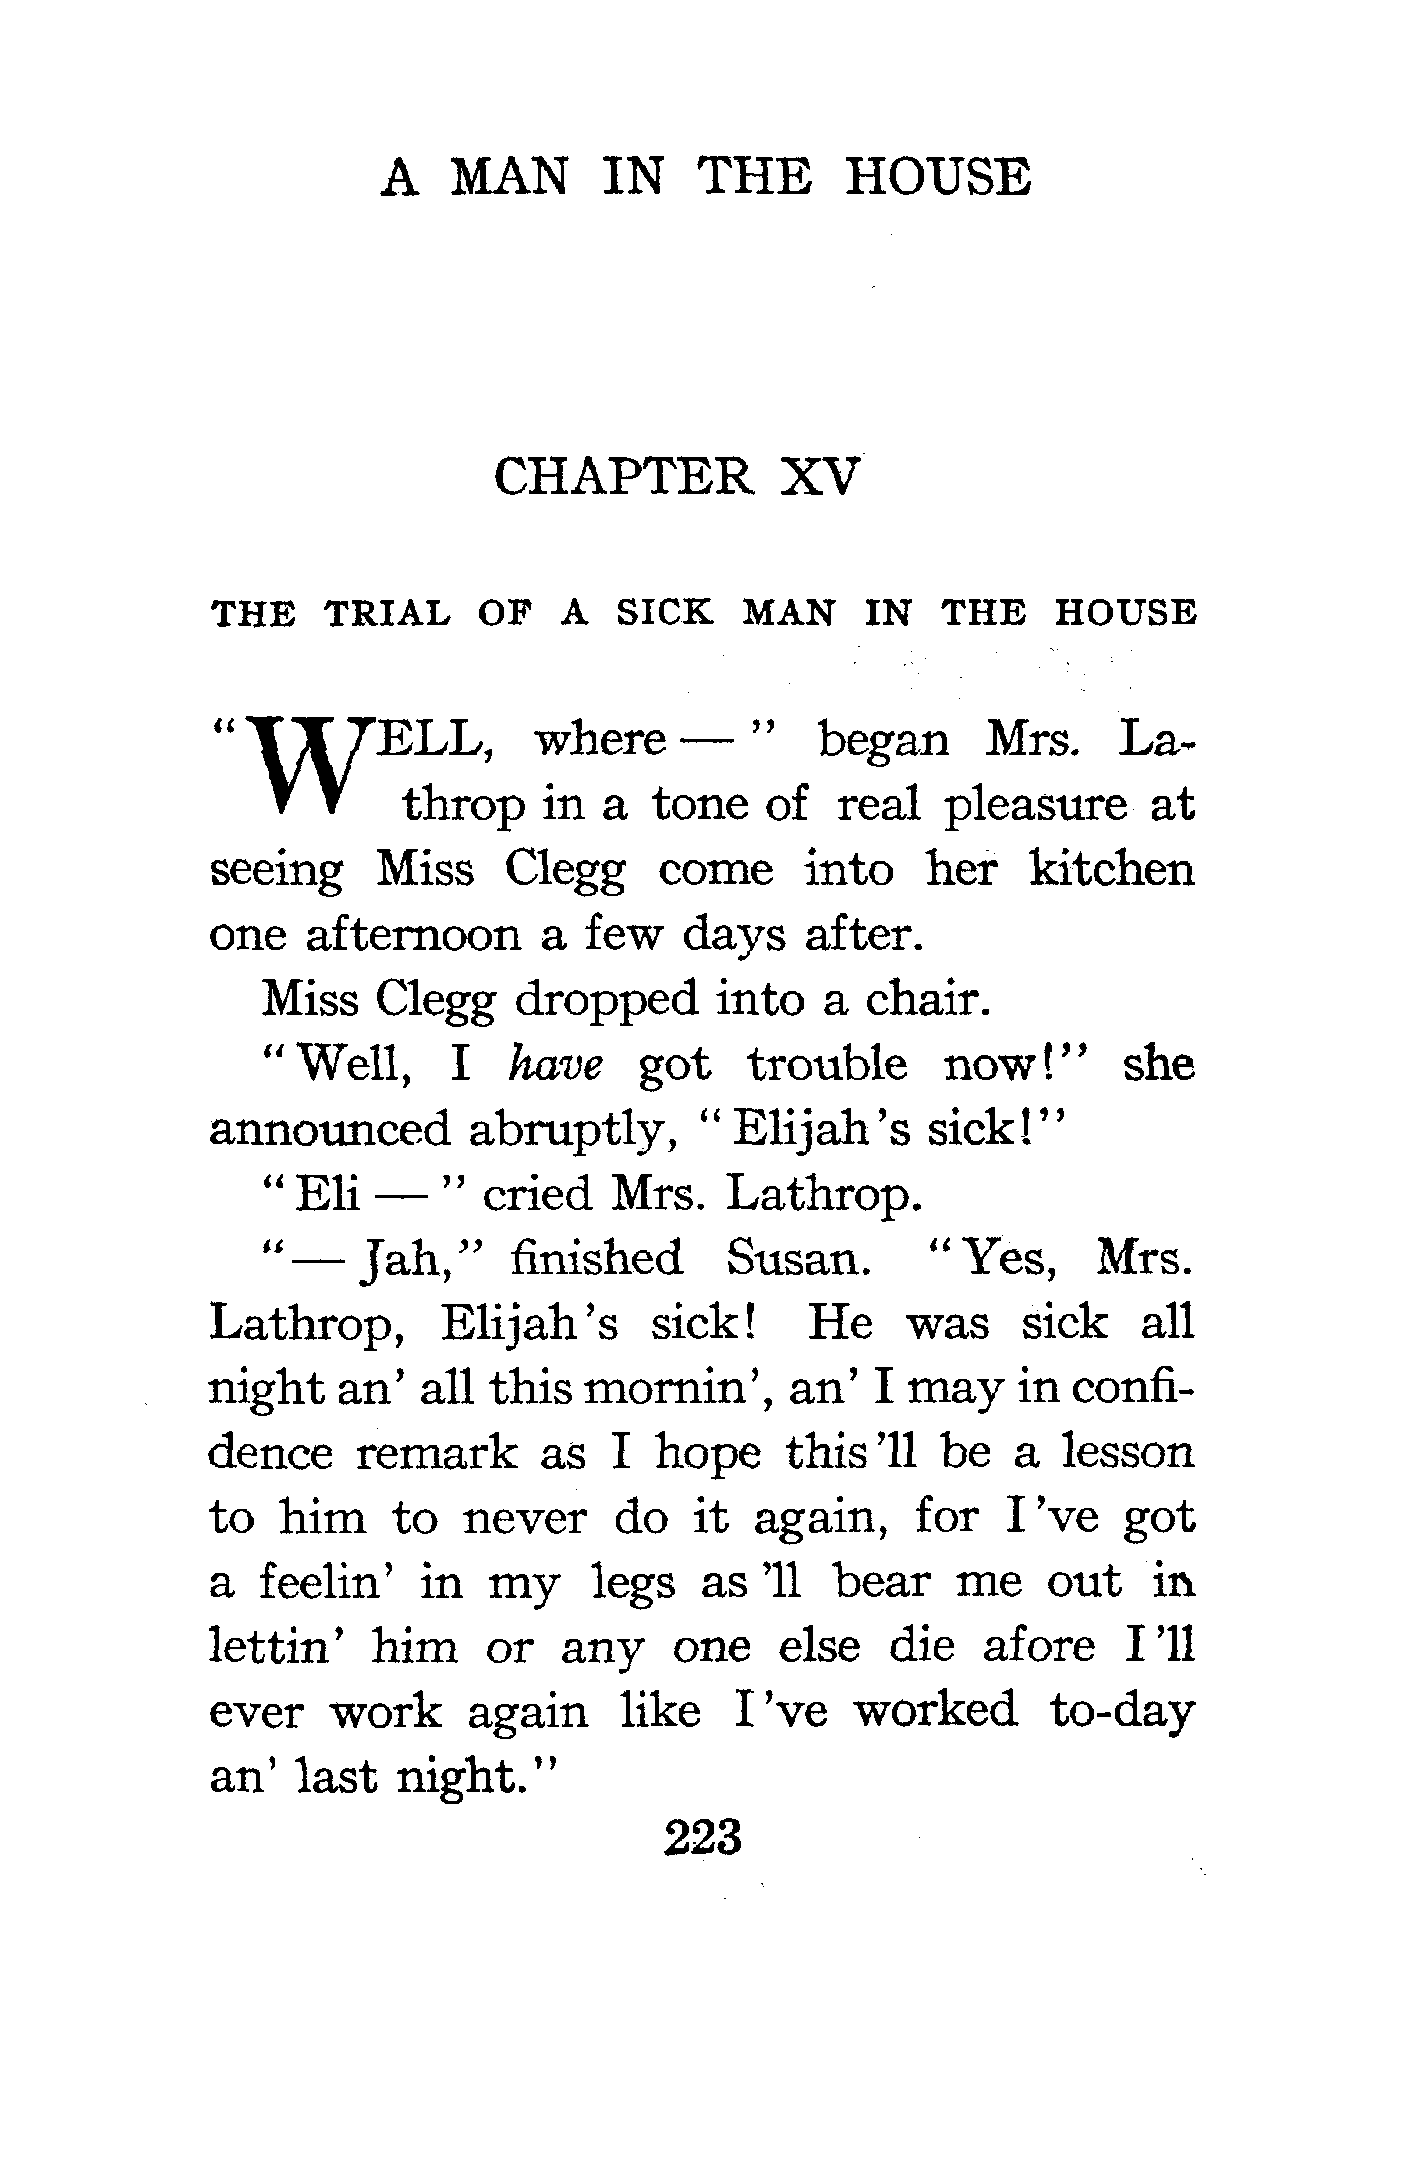 A MAN IN THE HOUSE
CHAPTER XV
THE TRIAL OF A SICK MAN IN THE HOUSE
“WELL, where — ” began Mrs. La-
throp in a tone of real pleasure at
seeing Miss Clegg come into her kitchen
one afternoon a few days after.
Miss Clegg dropped into a chair.
“Well, I have got trouble now!” she
announced abruptly, “Elijah’s sick!”
“Eli — ” cried Mrs. Lathrop.
“— Jah,” finished Susan. “Yes, Mrs.
Lathrop, Elijah’s sick! He was sick all
night an’ all this mornin’, an’ I may in confi-
dence remark as I hope this’ll be a lesson
to him to never do it again, for I’ve got
a feelin’ in my legs as’ll bear me out in
lettin’ him or any one else die afore I’ll
ever work again like I’ve worked to-day
an’ last night.”
223